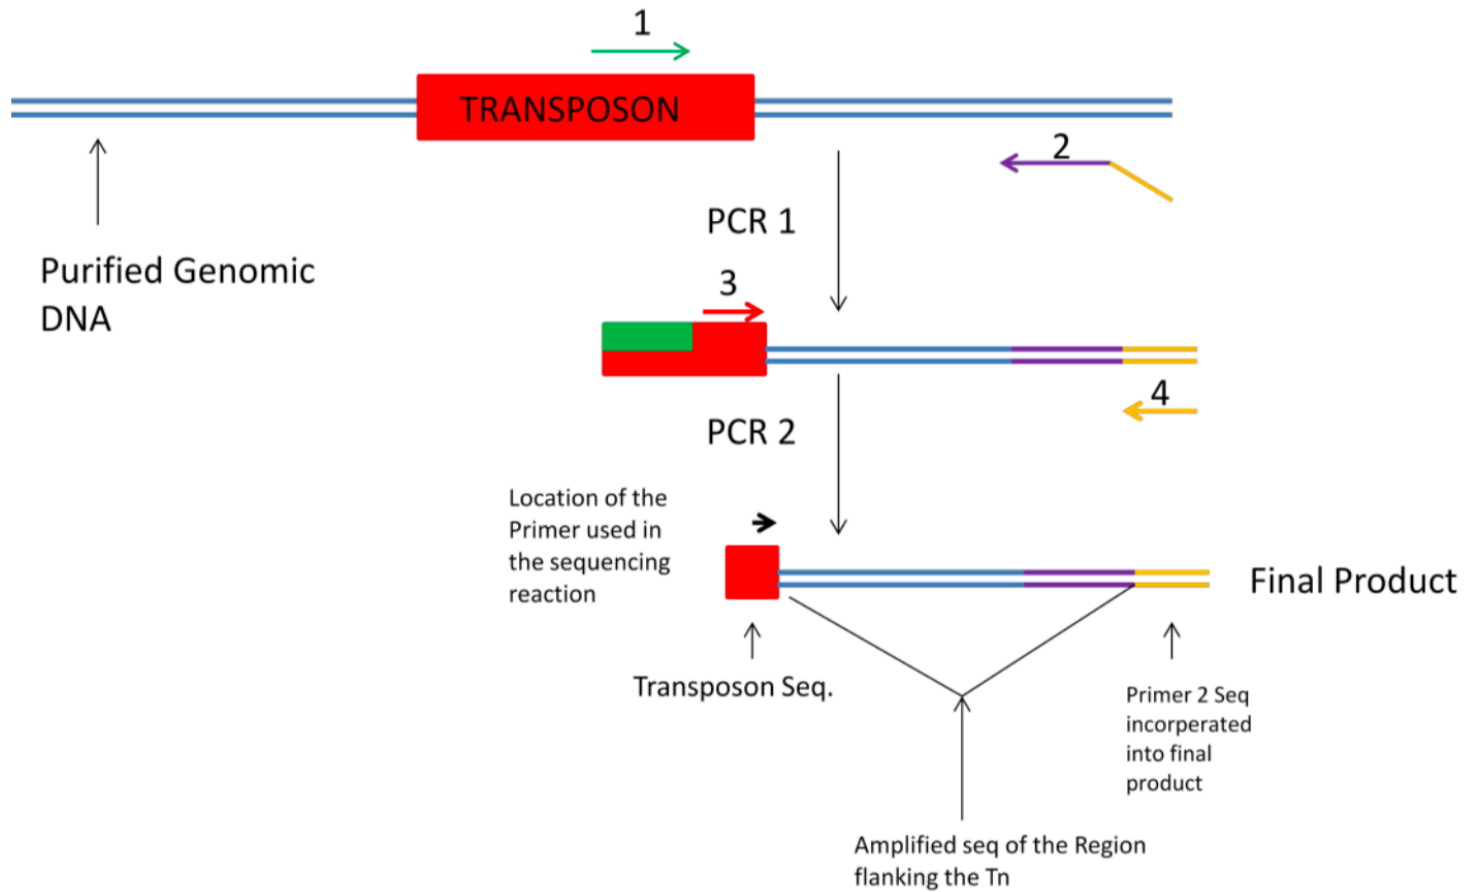 1
TRANSPOSON
2
PCR 1
Purified Genomic
DNA
3
4
PCR 2
Location of the
Primer used in
the sequencing
reaction
Final Product
Transposon Seq.
Primer 2 Seq
incorperated
into final
product
Amplified seq of the Region
flanking the Tn